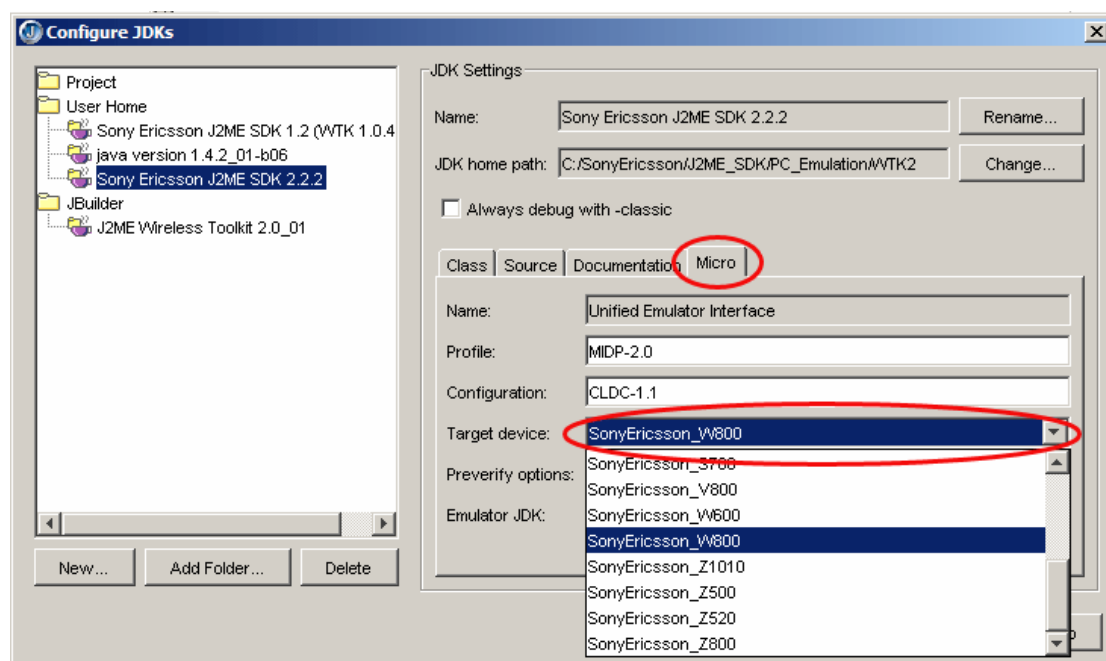 Configure JDKs
Project
User Home
Sony Ericsson J2ME SDK 1.2 (WTK 1.0.4
java version 1.4.2_01-b06
Sony Ericsson J2ME SDK 2.2.2
JBuilder
J2ME Wireless Toolkit 2.0_01
New...
Add Folder...
Delete
JDK Settings
Name: Sony Ericsson J2ME SDK 2.2.2 Rename...
JDK home path: C:/SonyEricsson/J2ME_SDK/PC_Emulation/WTK2 Change...
Always debug with -classic
Class Source Documentation Micro
Name: Unified Emulator Interface
Profile: MIDP-2.0
Configuration: CLDC-1.1
Target device: SonyEricsson_W800
Preverify options:
Emulator JDK:
SonyEricsson_S700
SonyEricsson_V800
SonyEricsson_W600
SonyEricsson_W800
SonyEricsson_Z1010
SonyEricsson_Z500
SonyEricsson_Z520
SonyEricsson_Z800